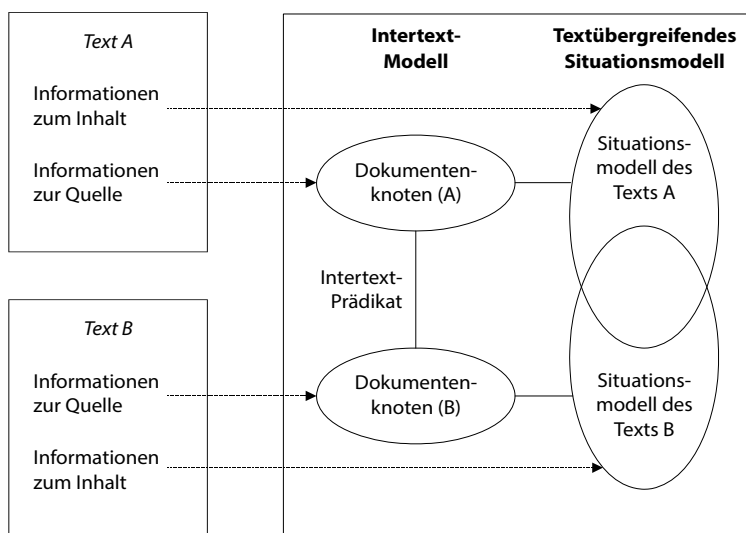 Text A
Informationen
zum Inhalt
Informationen
zur Quelle
Text B
Informationen
zur Quelle
Informationen
zum Inhalt
Intertext-
Modell
Dokumenten-
knoten (A)
Intertext-
Prädikat
Dokumenten-
knoten (B)
Textübergreifendes
Situationsmodell
Situations-
modell des
Texts A
Situations-
modell des
Texts B